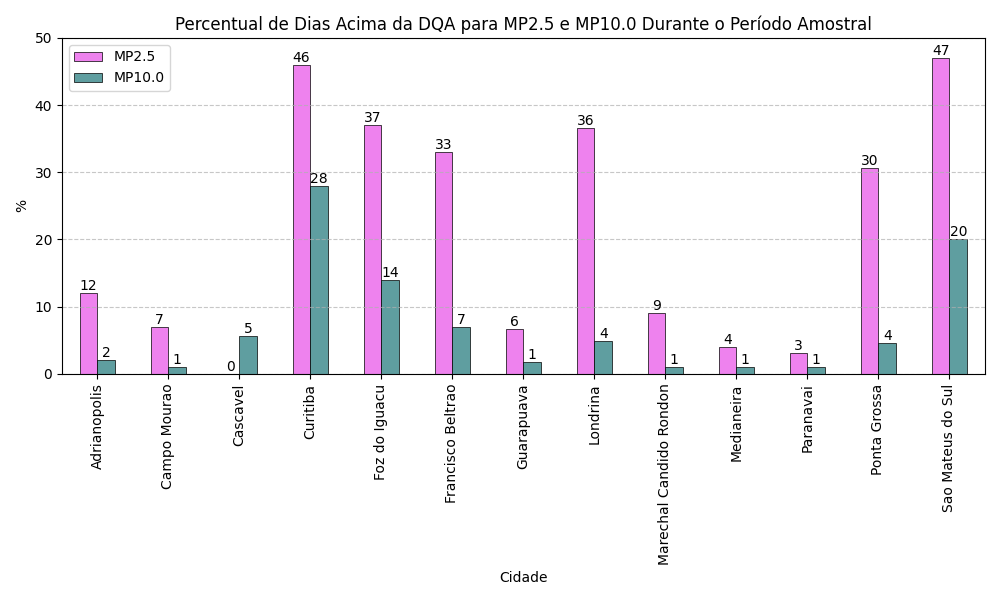 Percentual de Dias Acima da DQA para MP2.5 e MP10.0 Durante o Período Amostral
MP2.5
MP10.0
%
50
40
30
20
10
0
12
2
7
1
0
5
46
28
37
14
33
7
6
1
36
4
9
1
4
1
3
1
30
4
47
20
Adrianopolis
Campo Mourao
Cascavel
Curitiba
Foz do Iguacu
Francisco Beltrao
Guarapuava
Londrina
Marechal Candido Rondon
Medianeira
Paranavai
Ponta Grossa
Sao Mateus do Sul
Cidade